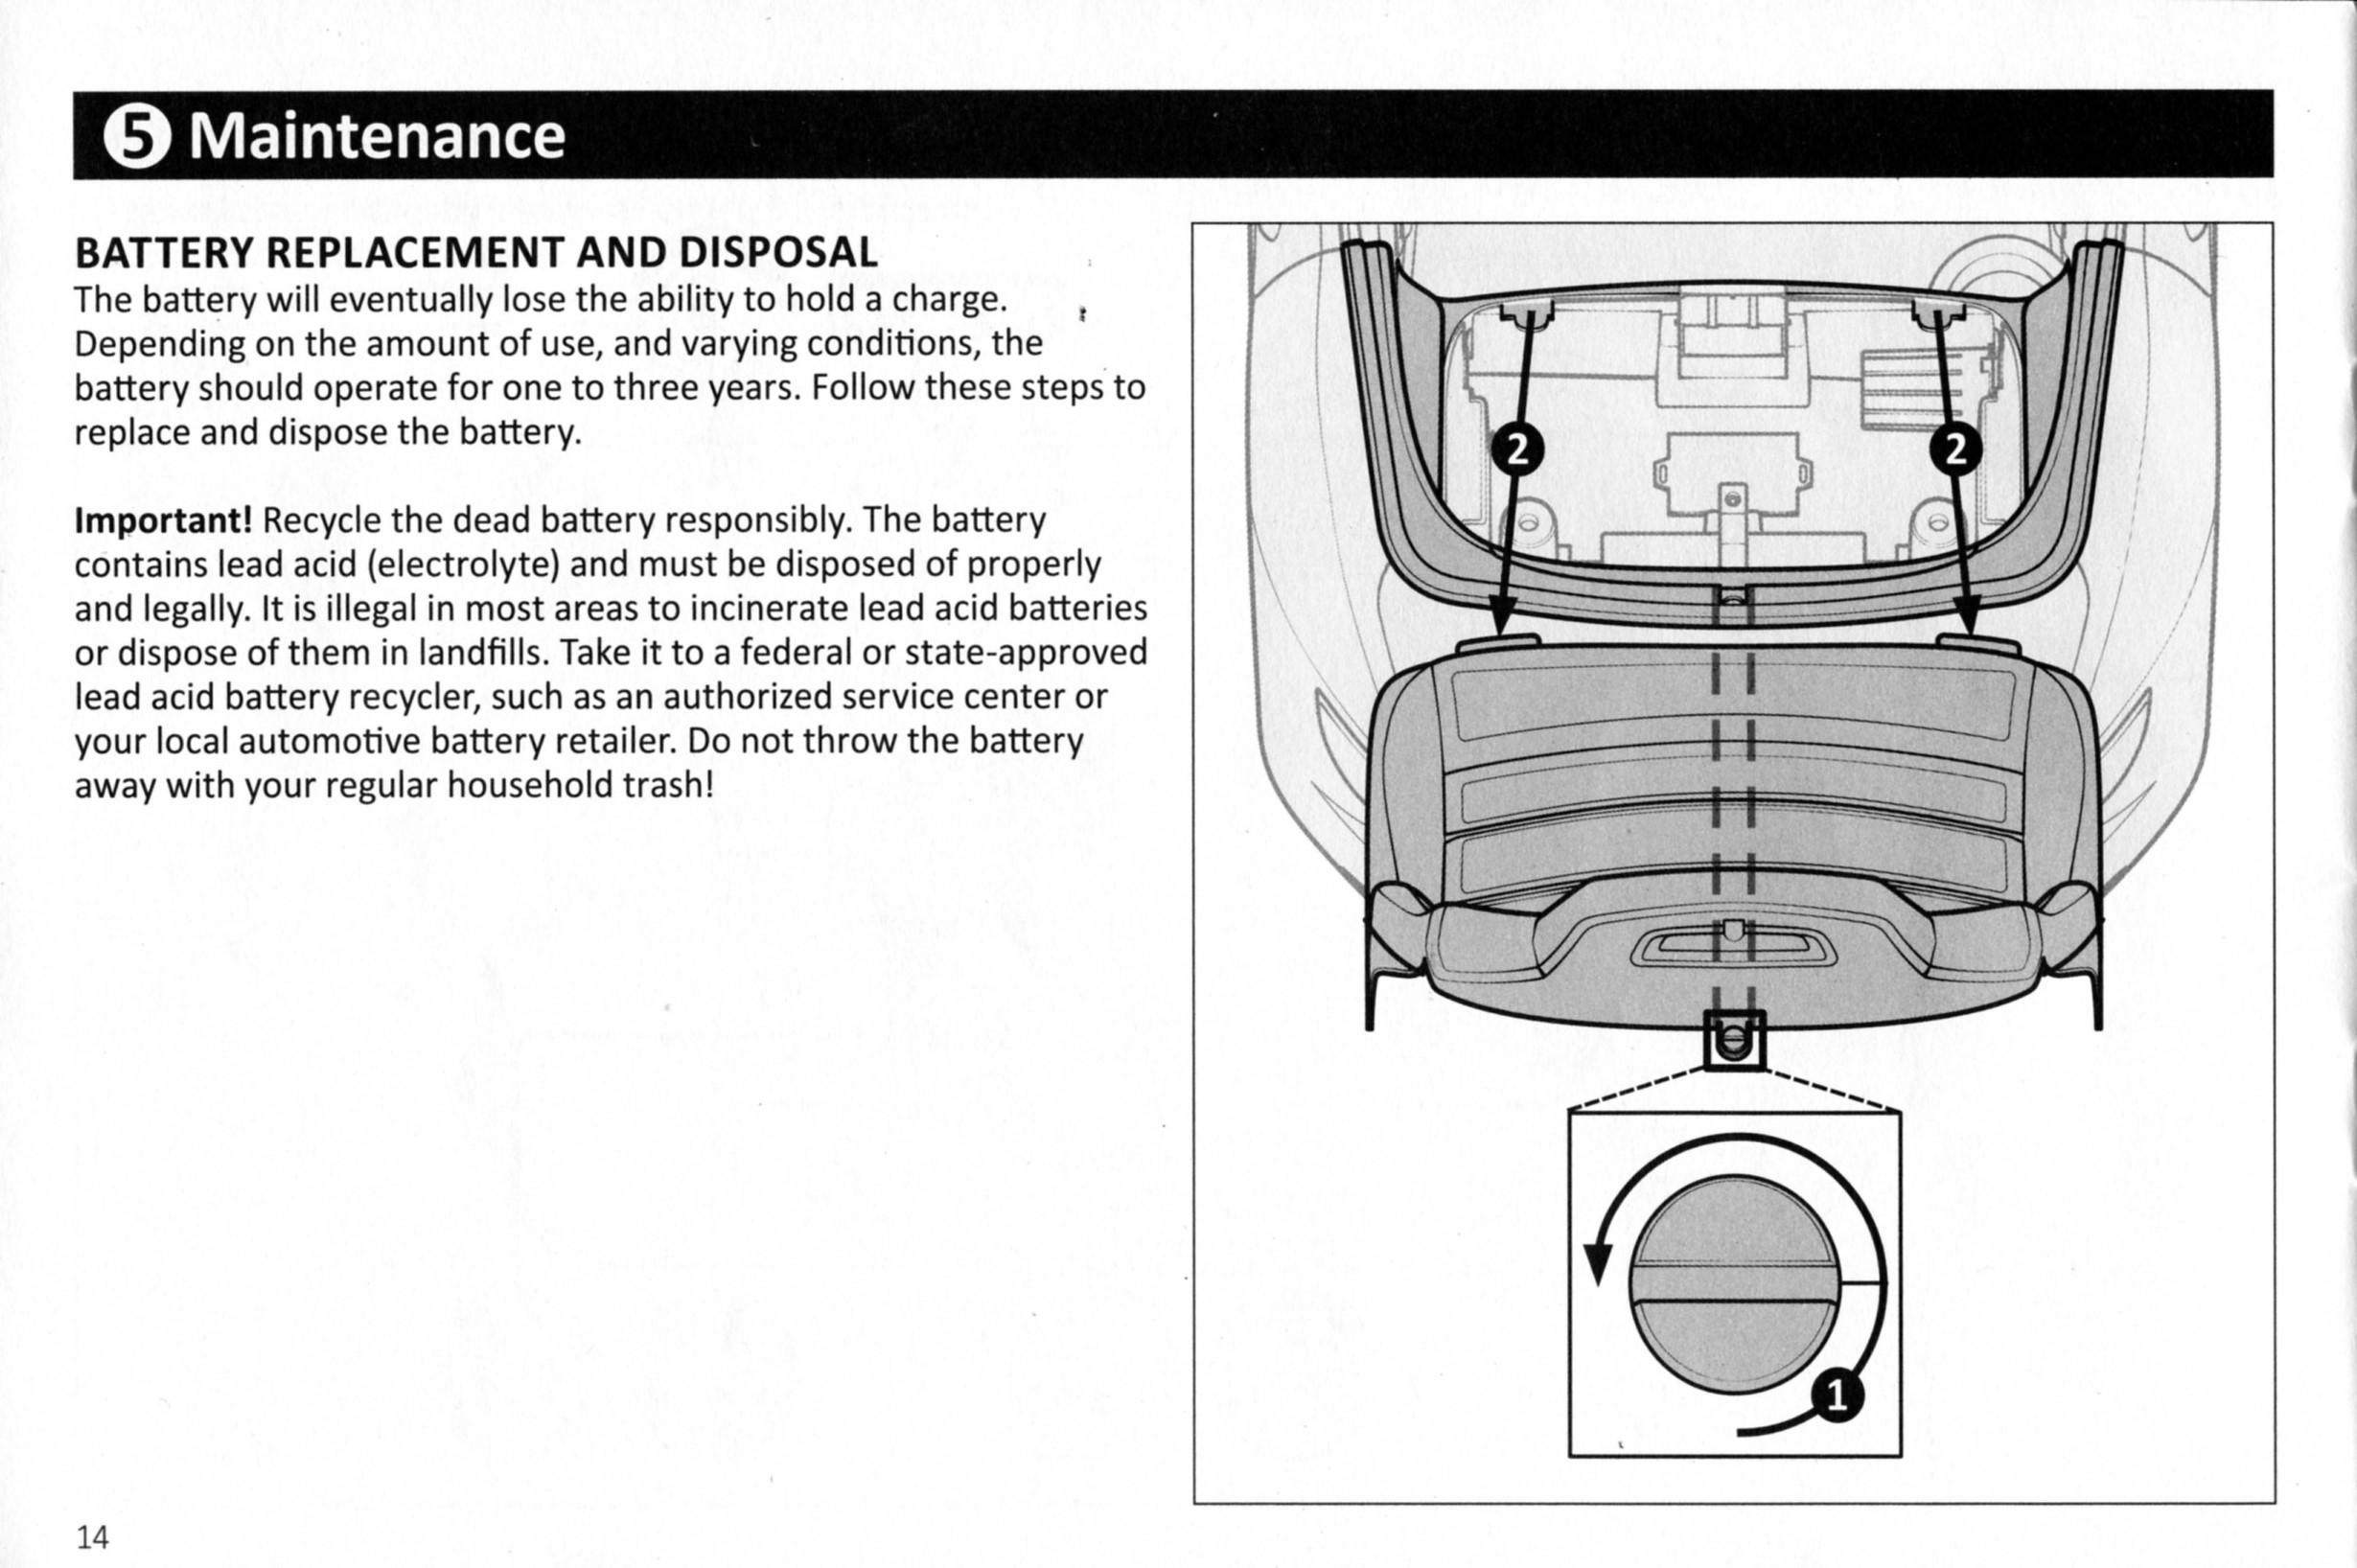 5 Maintenance
BATTERY REPLACEMENT AND DISPOSAL
The battery will eventually lose the ability to hold a charge.
Depending on the amount of use, and varying conditions, the
battery should operate for one to three years. Follow these steps to
replace and dispose the battery.
Important! Recycle the dead battery responsibly. The battery
contains lead acid (electrolyte) and must be disposed of properly
and legally. It is illegal in most areas to incinerate lead acid batteries
or dispose of them in landfills. Take it to a federal or state-approved
lead acid battery recycler, such as an authorized service center or
your local automotive battery retailer. Do not throw the battery
away with your regular household trash!
2
2
1
14